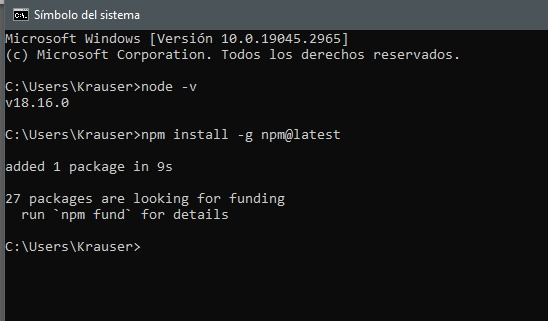 Símbolo del sistema
Microsoft Windows [Versión 10.0.19045.2965]
(c) Microsoft Corporation. Todos los derechos reservados.
C:\Users\Krauser>node -v
v18.16.0
C:\Users\Krauser>npm install -g npm@latest
added 1 package in 9s
27 packages are looking for funding
  run `npm fund` for details
C:\Users\Krauser>